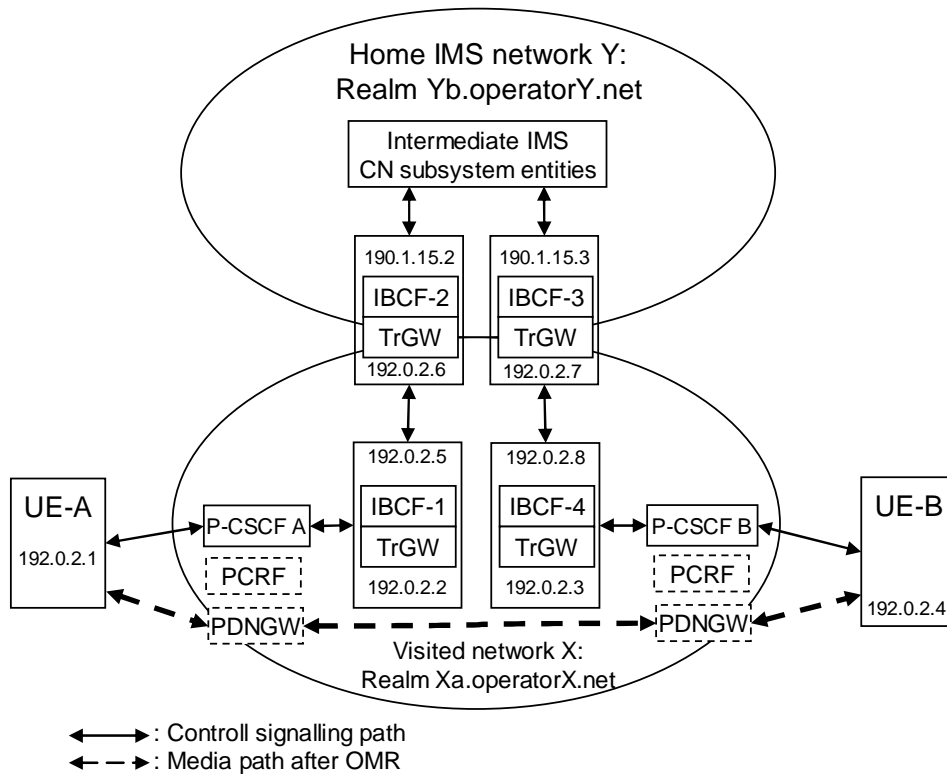 Home IMS network Y:
Realm Yb.operatorY.net
Intermediate IMS
CN subsystem entities
190.1.15.2
190.1.15.3
IBCF-2
IBCF-3
TrGW
TrGW
192.0.2.6
192.0.2.7
192.0.2.5
192.0.2.8
UE-A
P-CSCF A
IBCF-1
IBCF-4
P-CSCF B
UE-B
192.0.2.1
TrGW
TrGW
PCRF
PCRF
192.0.2.2
192.0.2.3
192.0.2.4
PDNGW
PDNGW
Visited network X:
Realm Xa.operatorX.net
: Controll signalling path
: Media path after OMR